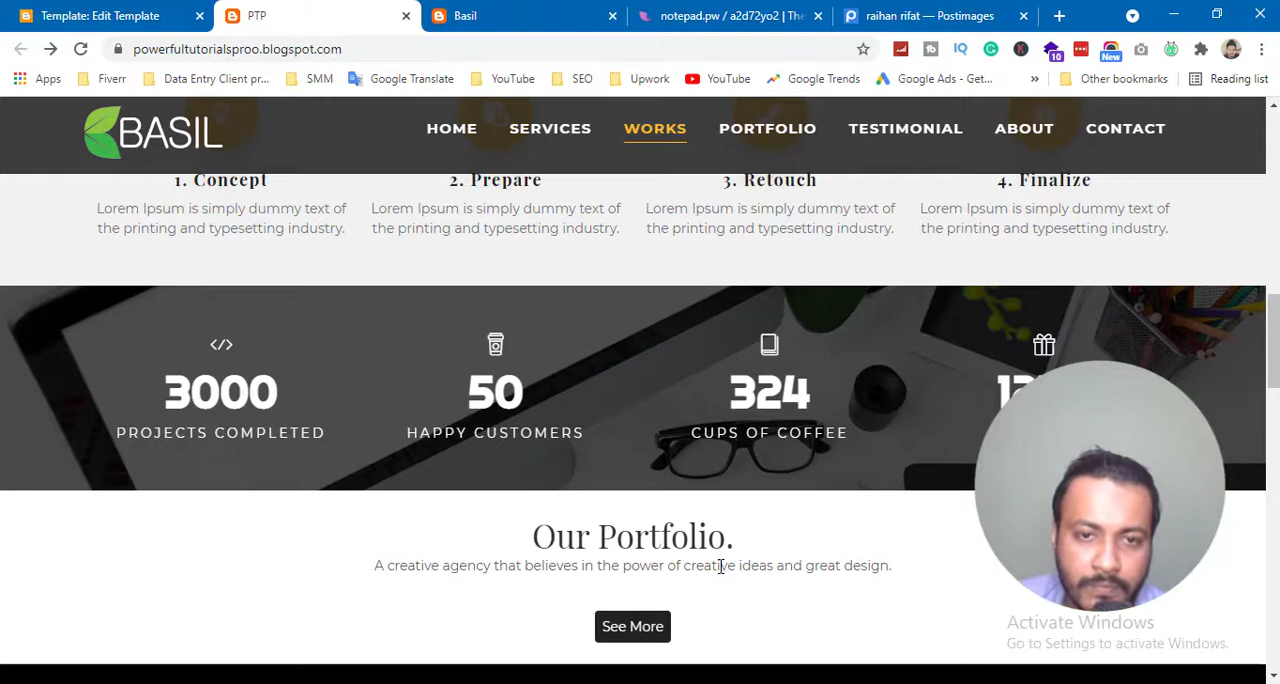 Template: Edit Template
PTP
Basil
notepad.pw / a2d72yo2 | The
raihan rifat — Postimages
powerfultutorialsproo.blogspot.com
10
New
Apps
Fiverr
Data Entry Client pr...
SMM
Google Translate
YouTube
SEO
Upwork
YouTube
Google Trends
Google Ads - Get...
»
Other bookmarks
Reading list
BASIL
HOME
SERVICES
WORKS
PORTFOLIO
TESTIMONIAL
ABOUT
CONTACT
1. Concept
2. Prepare
3. Retouch
4. Finalize
Lorem Ipsum is simply dummy text of
the printing and typesetting industry.
Lorem Ipsum is simply dummy text of
the printing and typesetting industry.
Lorem Ipsum is simply dummy text of
the printing and typesetting industry.
Lorem Ipsum is simply dummy text of
the printing and typesetting industry.
3000
PROJECTS COMPLETED
50
HAPPY CUSTOMERS
324
CUPS OF COFFEE
Our Portfolio.
A creative agency that believes in the power of creative ideas and great design.
See More
Activate Windows
Go to Settings to activate Windows.